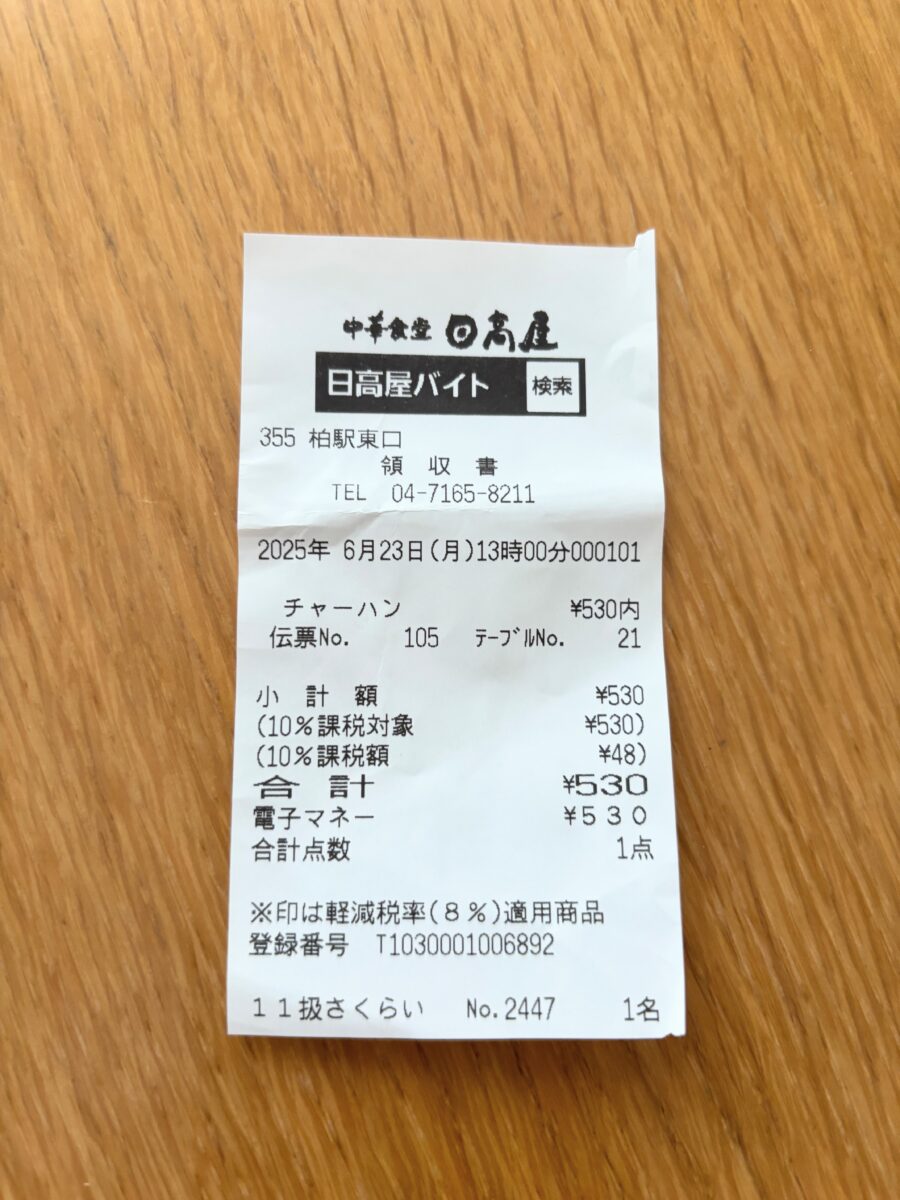 中華食堂 日高屋
日高屋バイト 検索
355 柏駅東口
領 収 書
TEL 04-7165-8211
2025年 6月23日(月)13時00分000101
チャーハン ¥530内
伝票No. 105 ﾃｰﾌﾞﾙNo. 21
小 計 額 ¥530
(10%課税対象 ¥530)
(10%課税額 ¥48)
合 計 ¥530
電子マネー ¥５３０
合計点数 1点
※印は軽減税率(８%)適用商品
登録番号 T1030001006892
１１扱さくらい No.2447 1名